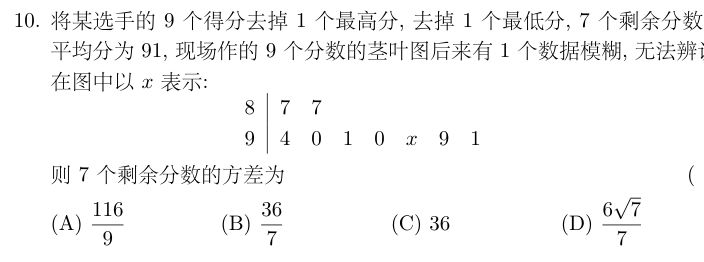 10. 将某选手的 9 个得分去掉 1 个最高分, 去掉 1 个最低分, 7 个剩余分数
平均分为 91, 现场作的 9 个分数的茎叶图后来有 1 个数据模糊, 无法辨
在图中以 x 表示:
8 | 7 7
9 | 4 0 1 0 x 9 1
则 7 个剩余分数的方差为 (
(A) 116/9 (B) 36/7 (C) 36 (D) 6√7/7